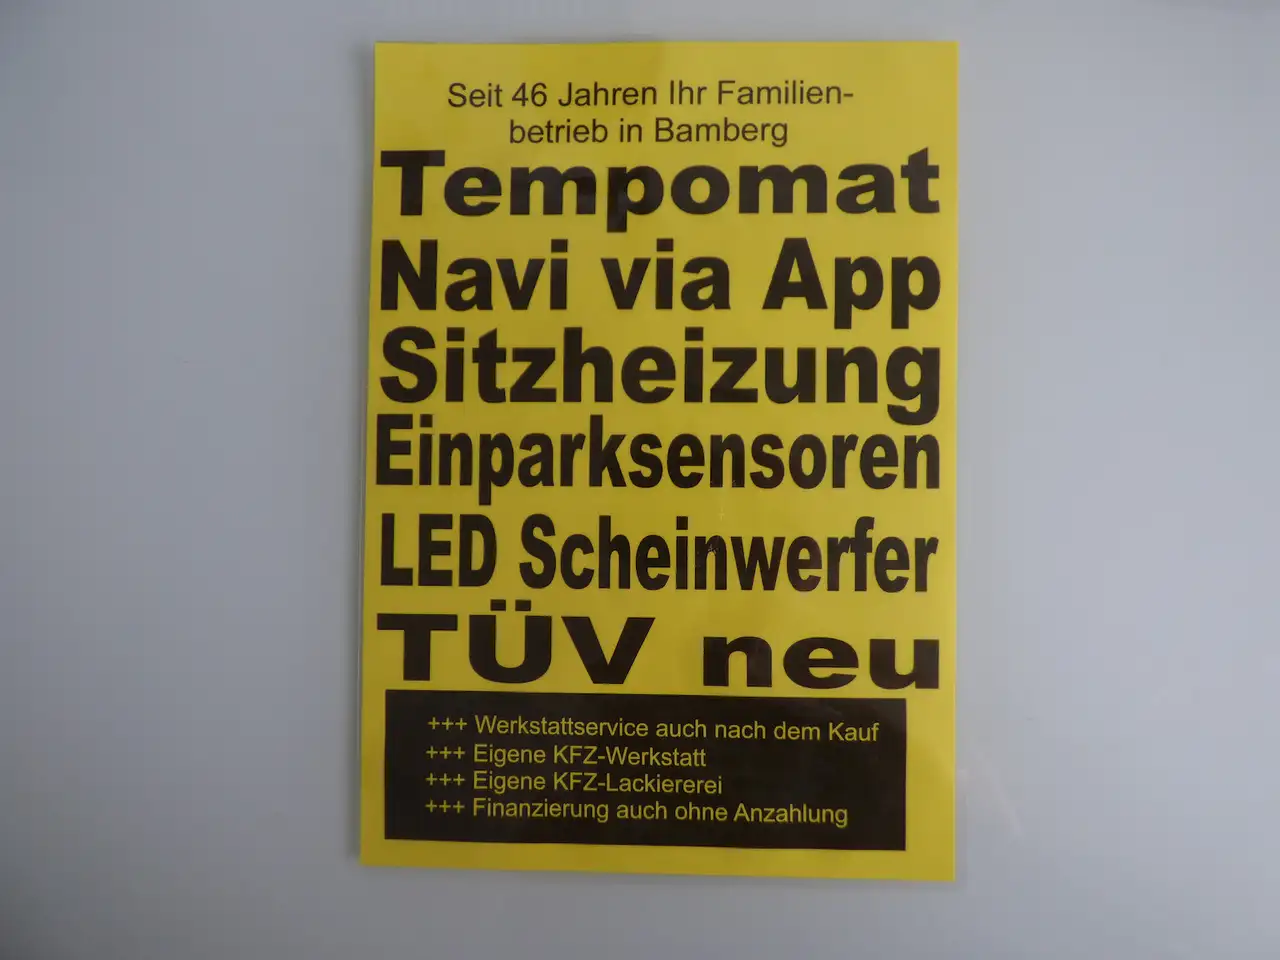 Seit 46 Jahren Ihr Familien-
betrieb in Bamberg
Tempomat
Navi via App
Sitzheizung
Einparksensoren
LED Scheinwerfer
TÜV neu
+++ Werkstattservice auch nach dem Kauf
+++ Eigene KFZ-Werkstatt
+++ Eigene KFZ-Lackiererei
+++ Finanzierung auch ohne Anzahlung